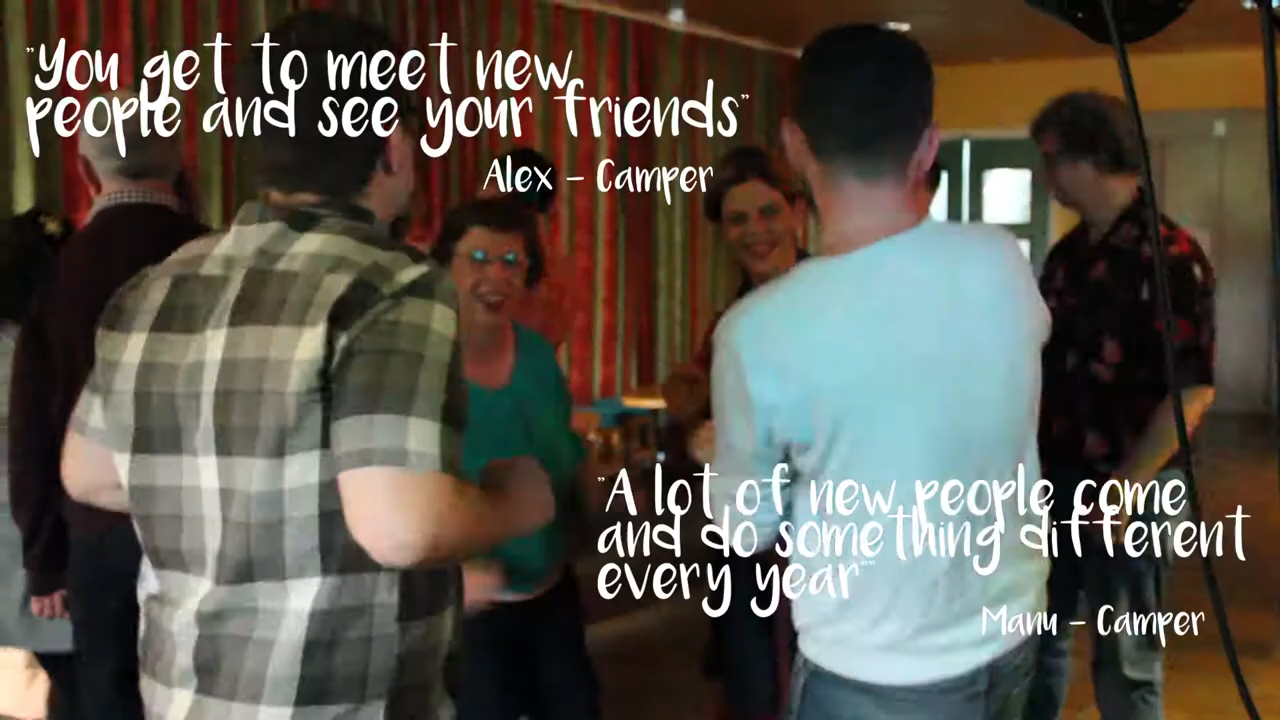 "You get to meet new
people and see your friends"
Alex - Camper
"A lot of new people come
and do something different
every year""
Manu - Camper